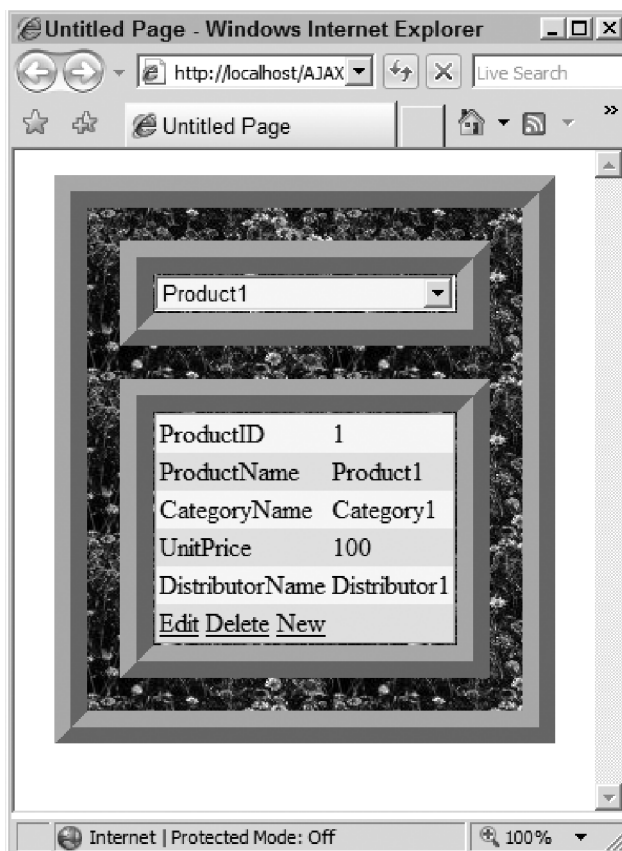 Untitled Page - Windows Internet Explorer
http://localhost/AJAX
Live Search
Untitled Page
»
Product1
ProductID 1
ProductName Product1
CategoryName Category1
UnitPrice 100
DistributorName Distributor1
Edit Delete New
Internet | Protected Mode: Off
100%